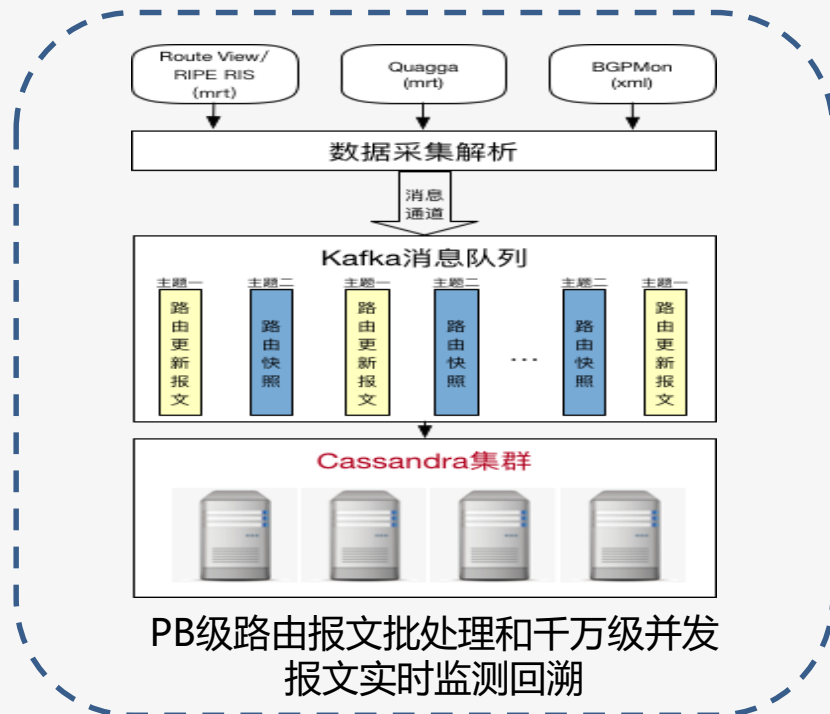 Route View/
RIPE RIS
(mrt)
Quagga
(mrt)
BGPMon
(xml)
数据采集解析
消息
通道
Kafka消息队列
主题一
主题二
主题一
主题二
主题二
主题一
路由更新报文
路由快照
路由更新报文
路由快照
...
路由快照
路由更新报文
Cassandra集群
PB级路由报文批处理和千万级并发
报文实时监测回溯